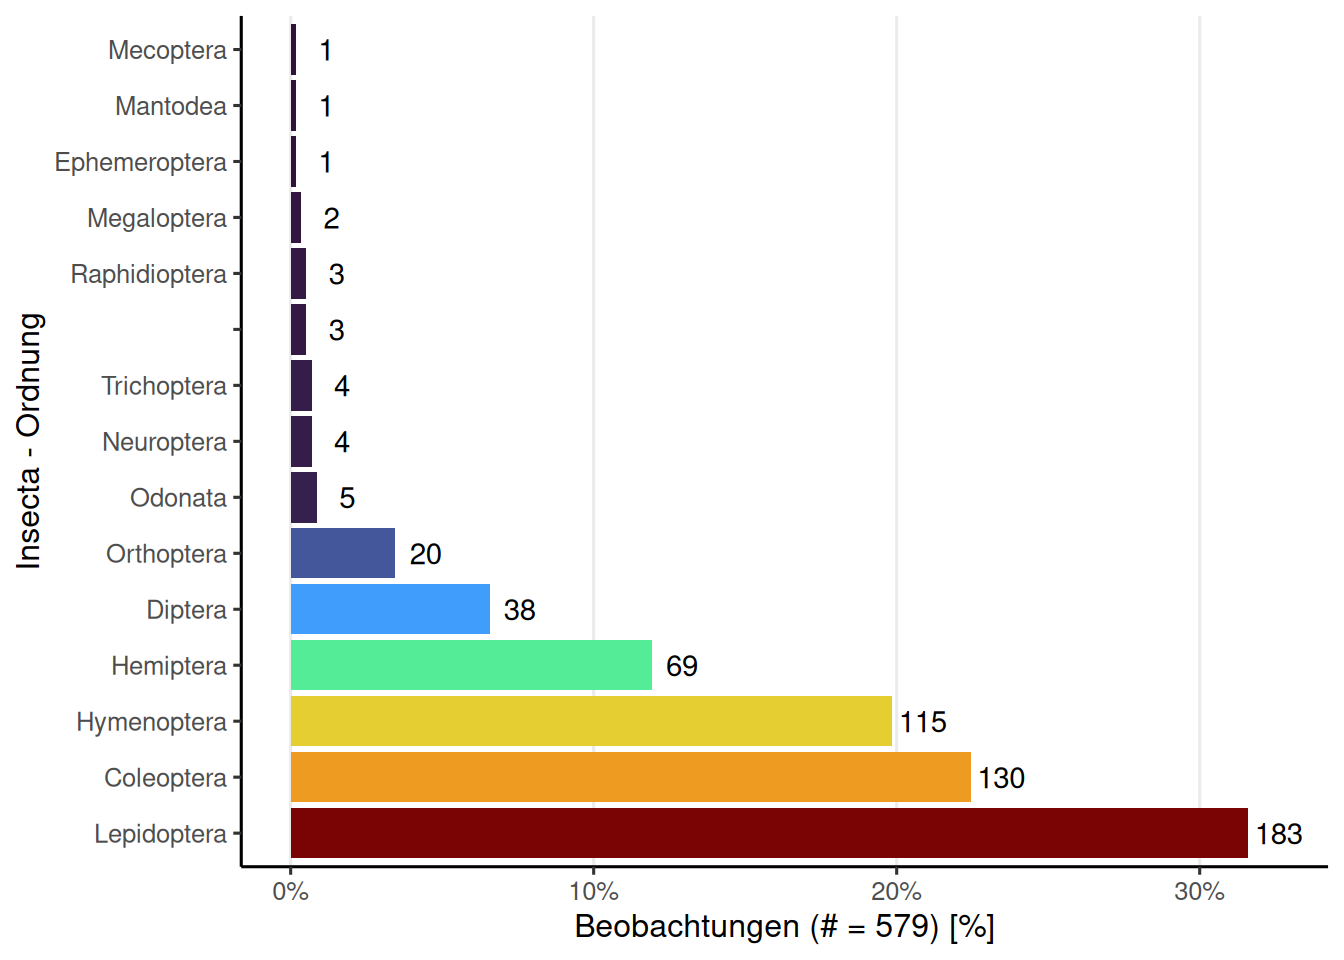 Insecta - Ordnung
Mecoptera 1
Mantodea 1
Ephemeroptera 1
Megaloptera 2
Raphidioptera 3
3
Trichoptera 4
Neuroptera 4
Odonata 5
Orthoptera 20
Diptera 38
Hemiptera 69
Hymenoptera 115
Coleoptera 130
Lepidoptera 183
0% 10% 20% 30%
Beobachtungen (# = 579) [%]